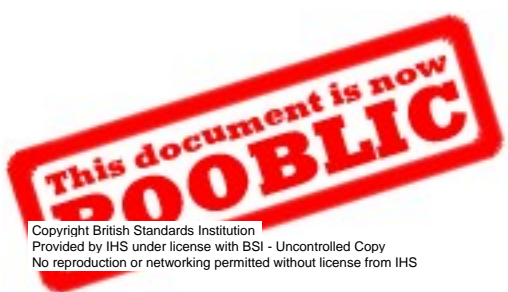 This document is now
POOBLIC
Copyright British Standards Institution
Provided by IHS under license with BSI - Uncontrolled Copy
No reproduction or networking permitted without license from IHS